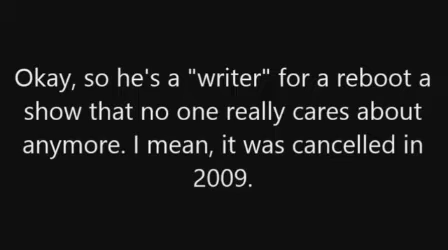 Okay, so he's a "writer" for a reboot a
show that no one really cares about
anymore. I mean, it was cancelled in
2009.